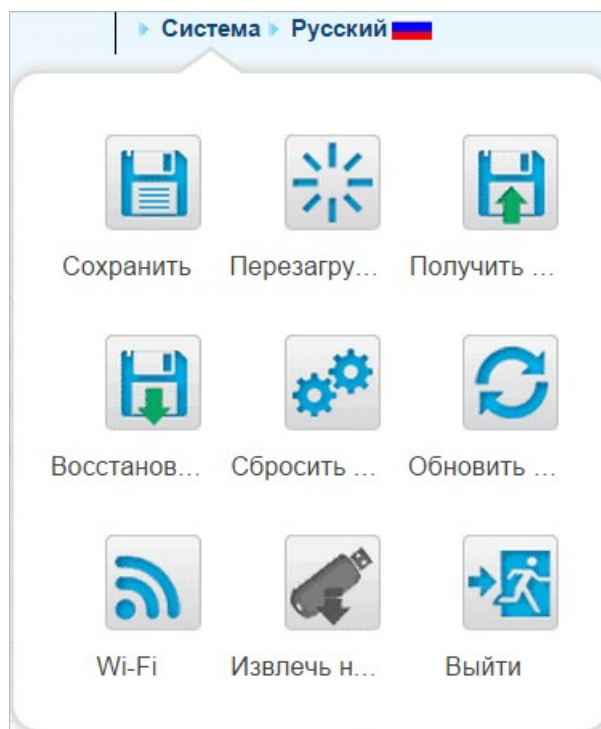 Система Русский
Сохранить Перезагру... Получить ...
Восстанов... Сбросить ... Обновить ...
Wi-Fi Извлечь н... Выйти